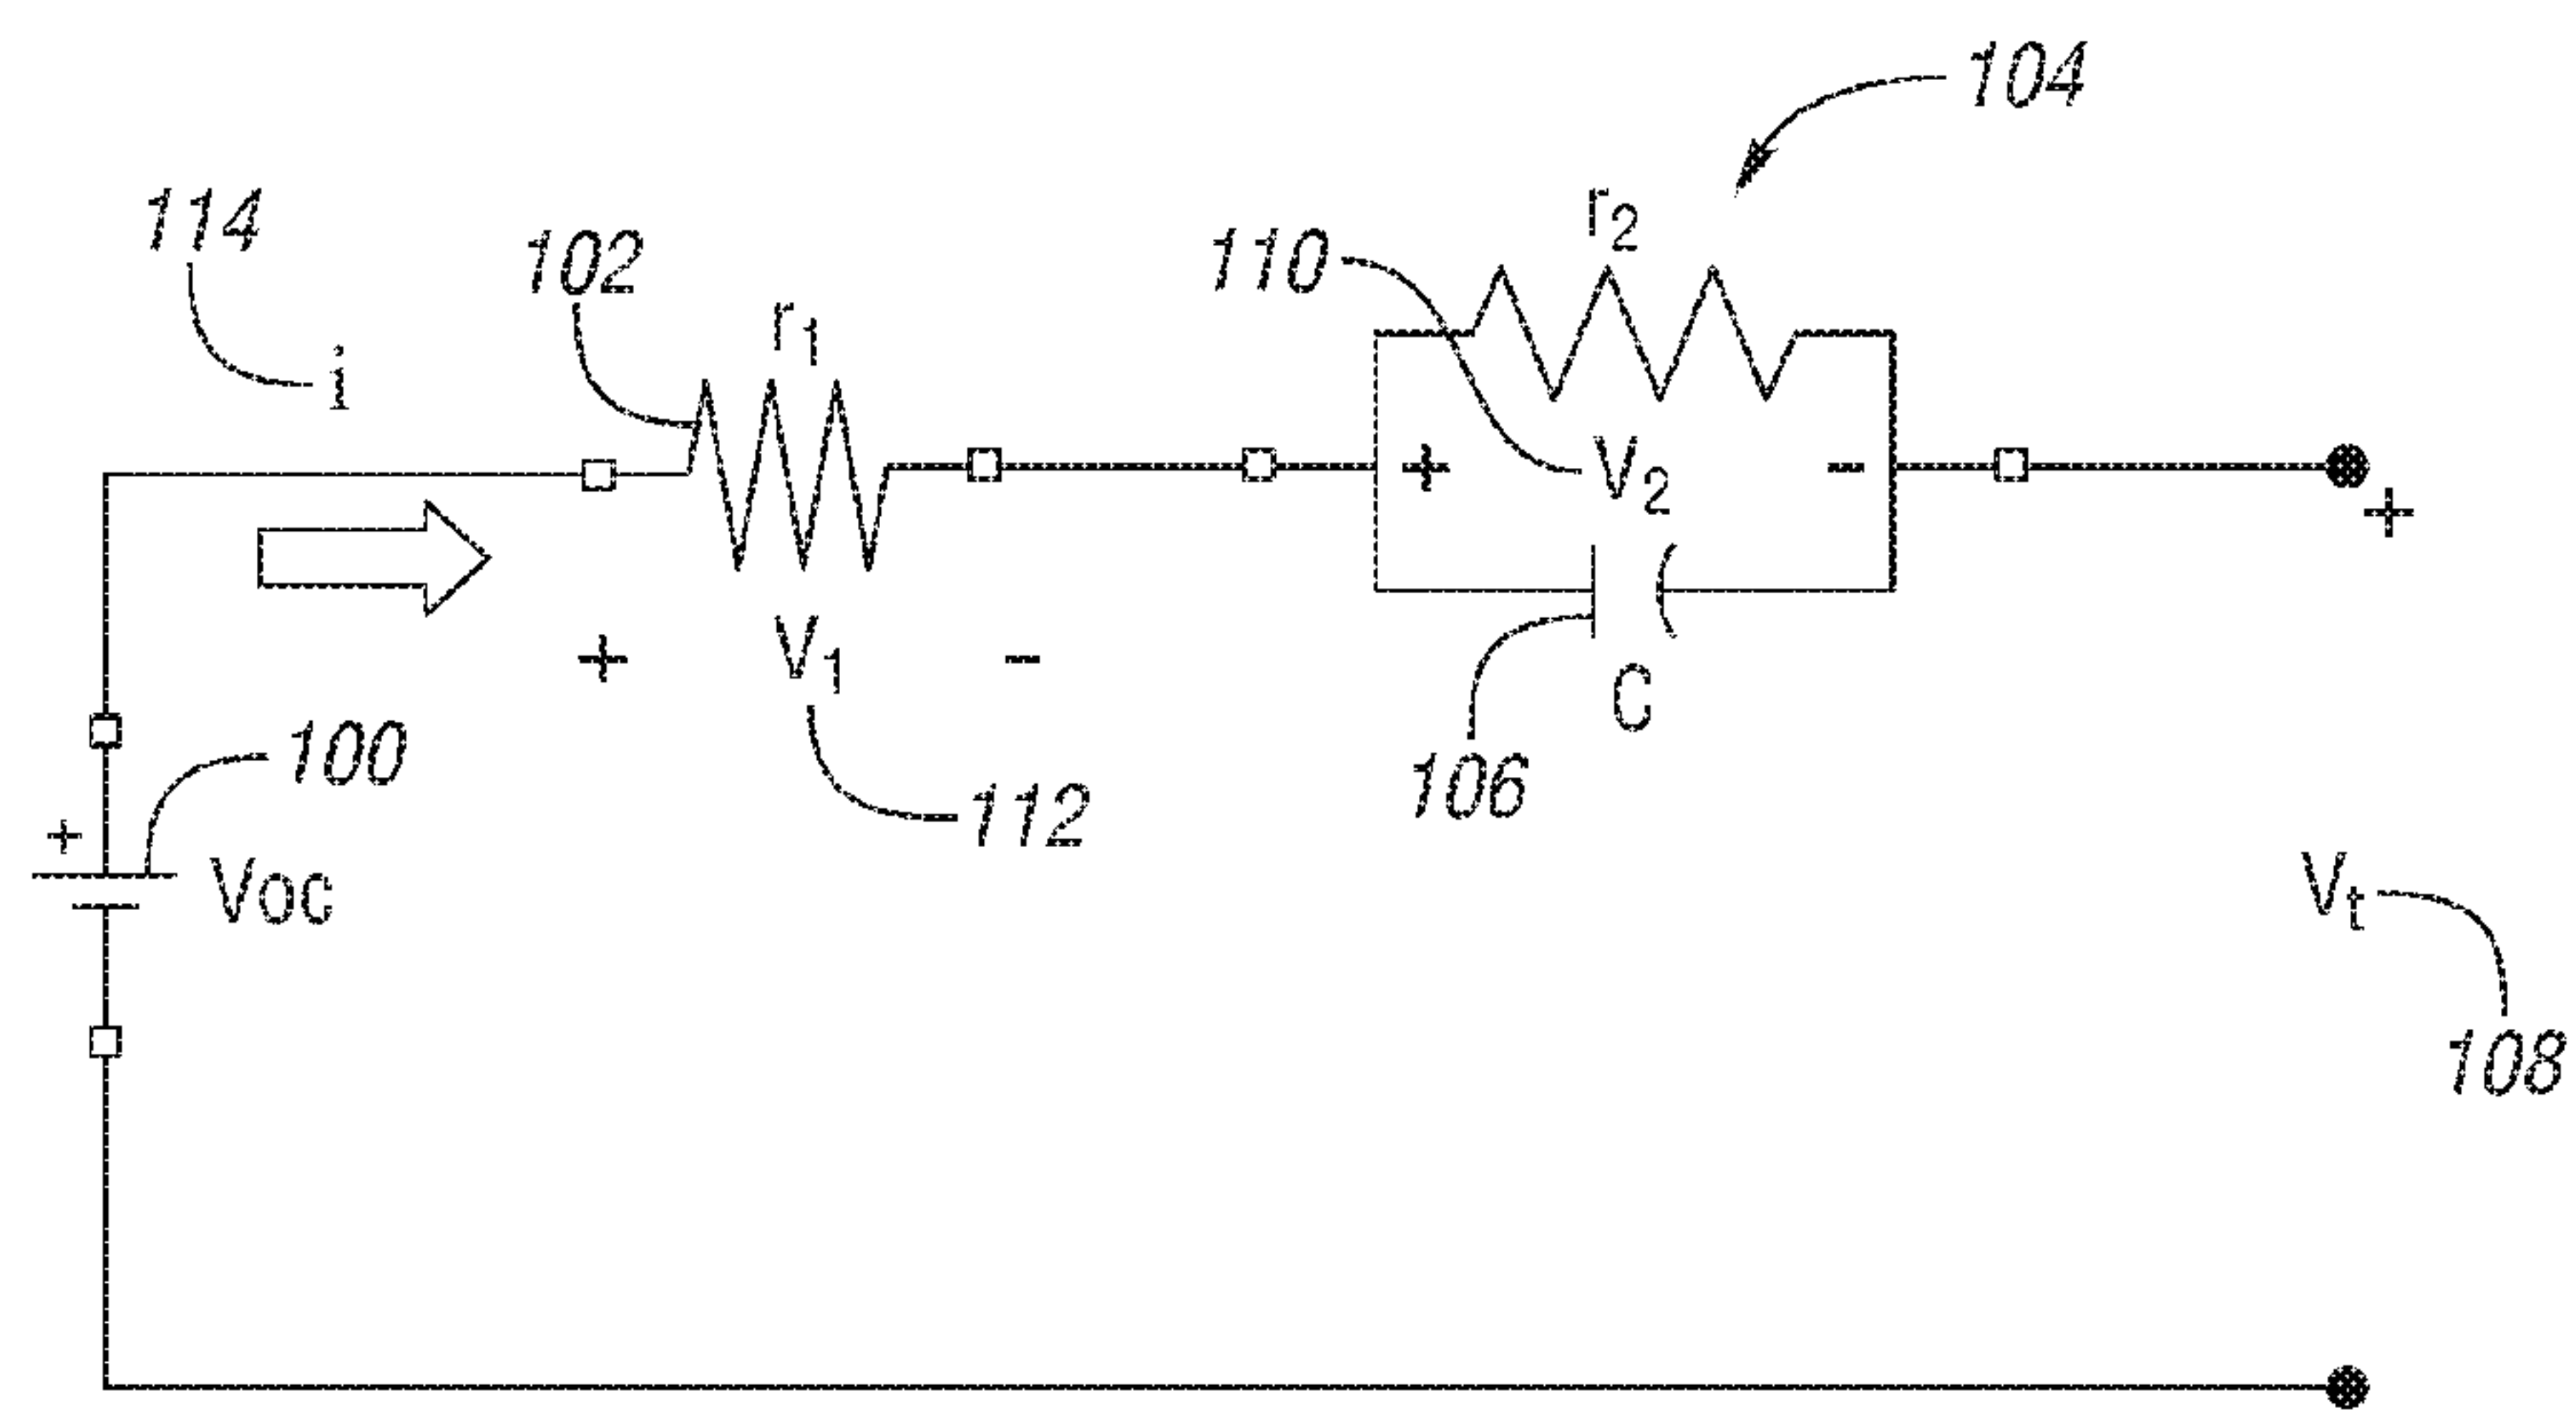 104
114
102
110
r2
r1
i
+ V2 -
+
+ V1 -
C
100
106
112
+
Voc
Vt
108